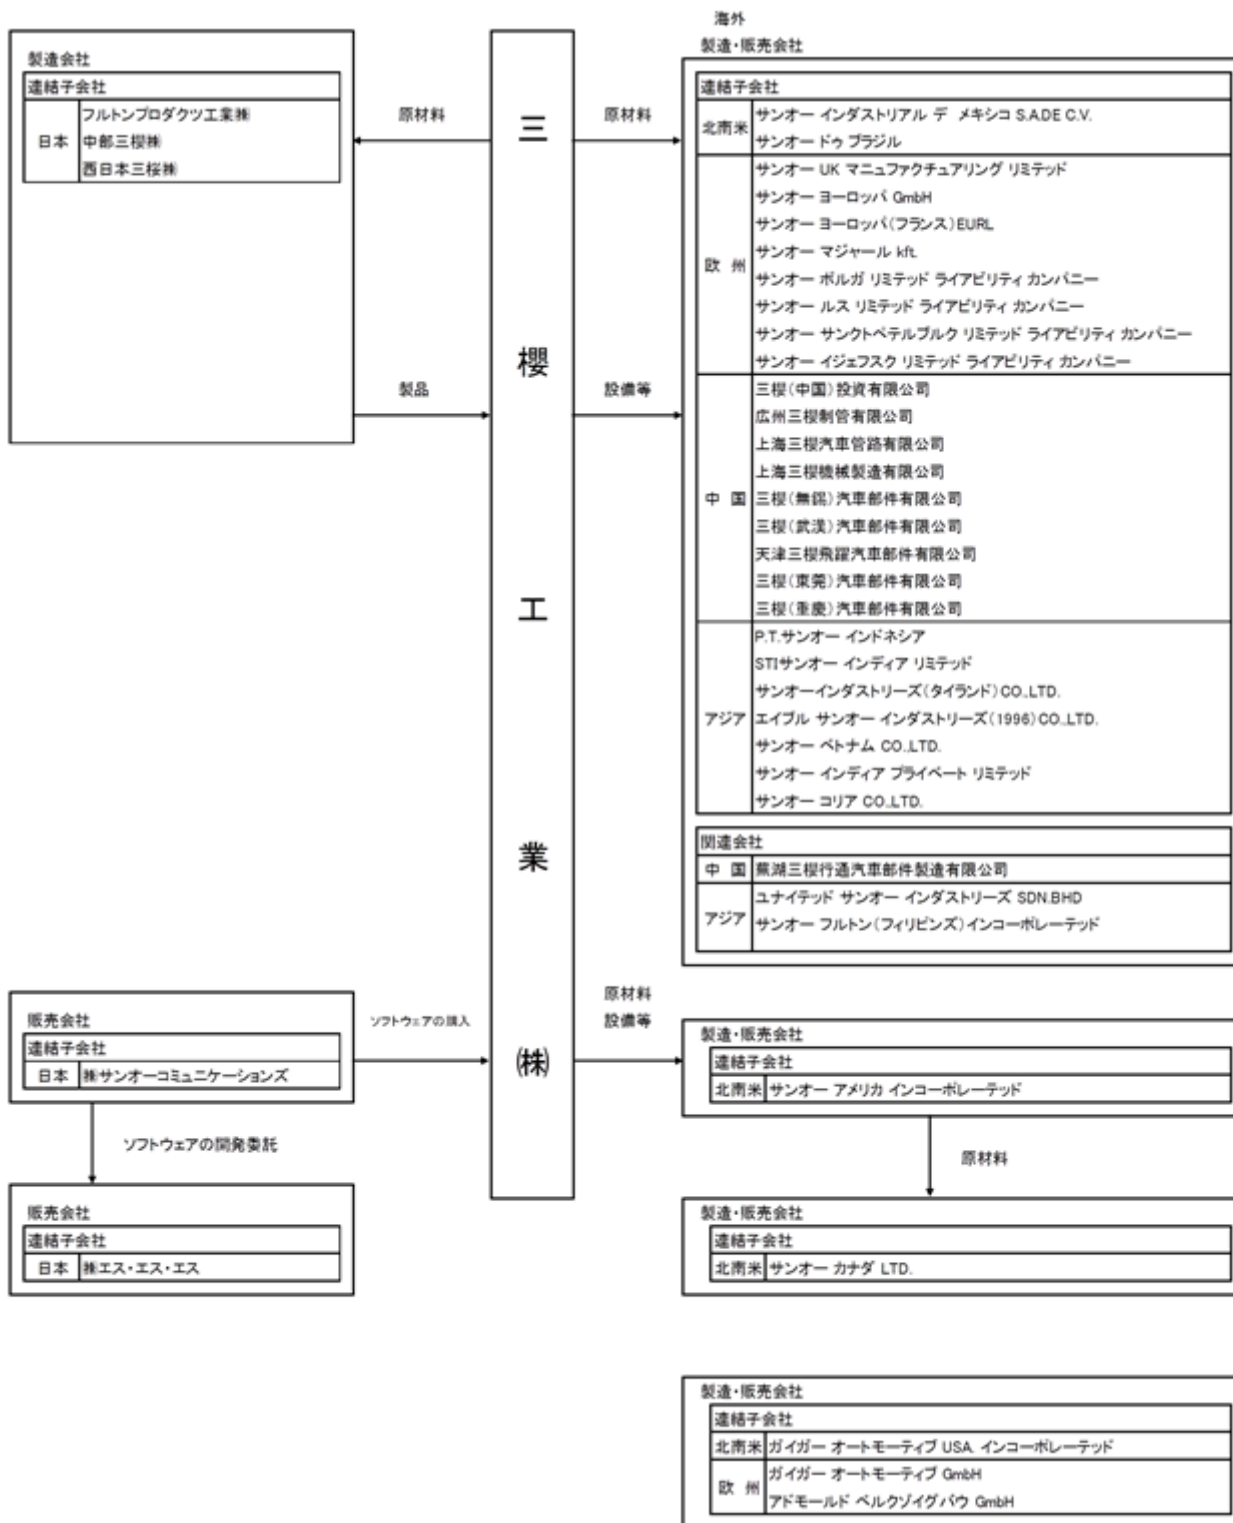 海外
製造・販売会社
製造会社
連結子会社
日本
フルトンプロダクツ工業㈱
中部三櫻㈱
西日本三桜㈱
原材料
製品
三櫻工業㈱
原材料
設備等
連結子会社
北南米
サンオー インダストリアル デ メキシコ S.A.DE C.V.
サンオー ドゥ ブラジル
欧 州
サンオー UK マニュファクチュアリング リミテッド
サンオー ヨーロッパ GmbH
サンオー ヨーロッパ(フランス)EURL
サンオー マジャール kft.
サンオー ボルガ リミテッド ライアビリティ カンパニー
サンオー ルス リミテッド ライアビリティ カンパニー
サンオー サンクトペテルブルク リミテッド ライアビリティ カンパニー
サンオー イジェフスク リミテッド ライアビリティ カンパニー
中 国
三櫻(中国)投資有限公司
広州三櫻制管有限公司
上海三櫻汽車管路有限公司
上海三櫻機械製造有限公司
三櫻(無錫)汽車部件有限公司
三櫻(武漢)汽車部件有限公司
天津三櫻飛躍汽車部件有限公司
三櫻(東莞)汽車部件有限公司
三櫻(重慶)汽車部件有限公司
アジア
P.T.サンオー インドネシア
STIサンオー インディア リミテッド
サンオーインダストリーズ(タイランド)CO.,LTD.
エイブル サンオー インダストリーズ(1996)CO.,LTD.
サンオー ベトナム CO.,LTD.
サンオー インディア プライベート リミテッド
サンオー コリア CO.,LTD.
関連会社
中 国
蕪湖三櫻行通汽車部件製造有限公司
アジア
ユナイテッド サンオー インダストリーズ SDN.BHD
サンオー フルトン(フィリピンズ)インコーポレーテッド
販売会社
連結子会社
日本
㈱サンオーコミュニケーションズ
ソフトウェアの購入
ソフトウェアの開発委託
販売会社
連結子会社
日本
㈱エス・エス・エス
原材料
設備等
製造・販売会社
連結子会社
北南米
サンオー アメリカ インコーポレーテッド
原材料
製造・販売会社
連結子会社
北南米
サンオー カナダ LTD.
製造・販売会社
連結子会社
北南米
ガイガー オートモーティブ USA. インコーポレーテッド
欧 州
ガイガー オートモーティブ GmbH
アドモールド ベルクゾイグバウ GmbH